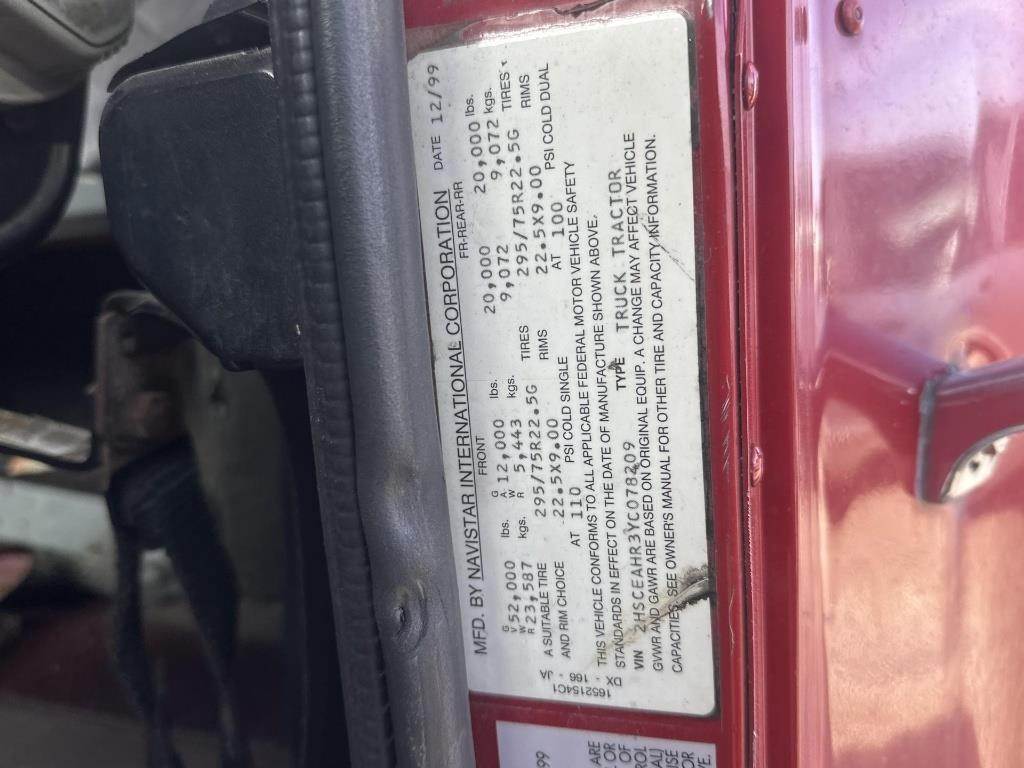 MFD. BY NAVISTAR INTERNATIONAL CORPORATION DATE 12/99
FRONT FR-REAR-RR
GVWR 52,000 lbs. GAWR 12,000 lbs. 20,000 20,000 lbs.
23,587 kgs. 5,443 kgs. 9,072 9,072 kgs.
A SUITABLE TIRE 295/75R22.5G TIRES 295/75R22.5G TIRES
AND RIM CHOICE 22.5X9.00 RIMS 22.5X9.00 RIMS
AT 110 PSI COLD SINGLE AT 100 PSI COLD DUAL
THIS VEHICLE CONFORMS TO ALL APPLICABLE FEDERAL MOTOR VEHICLE SAFETY
STANDARDS IN EFFECT ON THE DATE OF MANUFACTURE SHOWN ABOVE.
VIN 2HSCEAHR3YC078209 TYPE TRUCK TRACTOR
GVWR AND GAWR ARE BASED ON ORIGINAL EQUIP. A CHANGE MAY AFFECT VEHICLE
CAPACITIES, SEE OWNER'S MANUAL FOR OTHER TIRE AND CAPACITY INFORMATION.
1652154C1
DX - 166 - JA
99
ARE
OR
OF